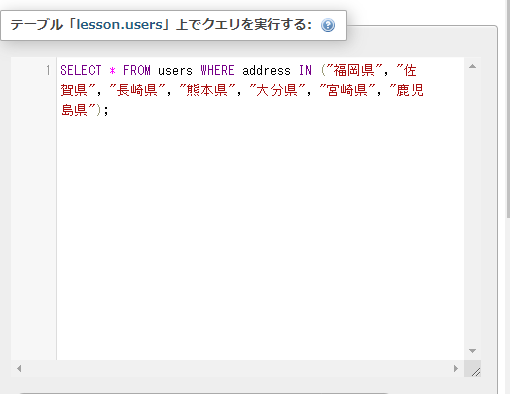 テーブル「lesson.users」上でクエリを実行する:
1 SELECT * FROM users WHERE address IN ("福岡県", "佐
賀県", "長崎県", "熊本県", "大分県", "宮崎県", "鹿児
島県");